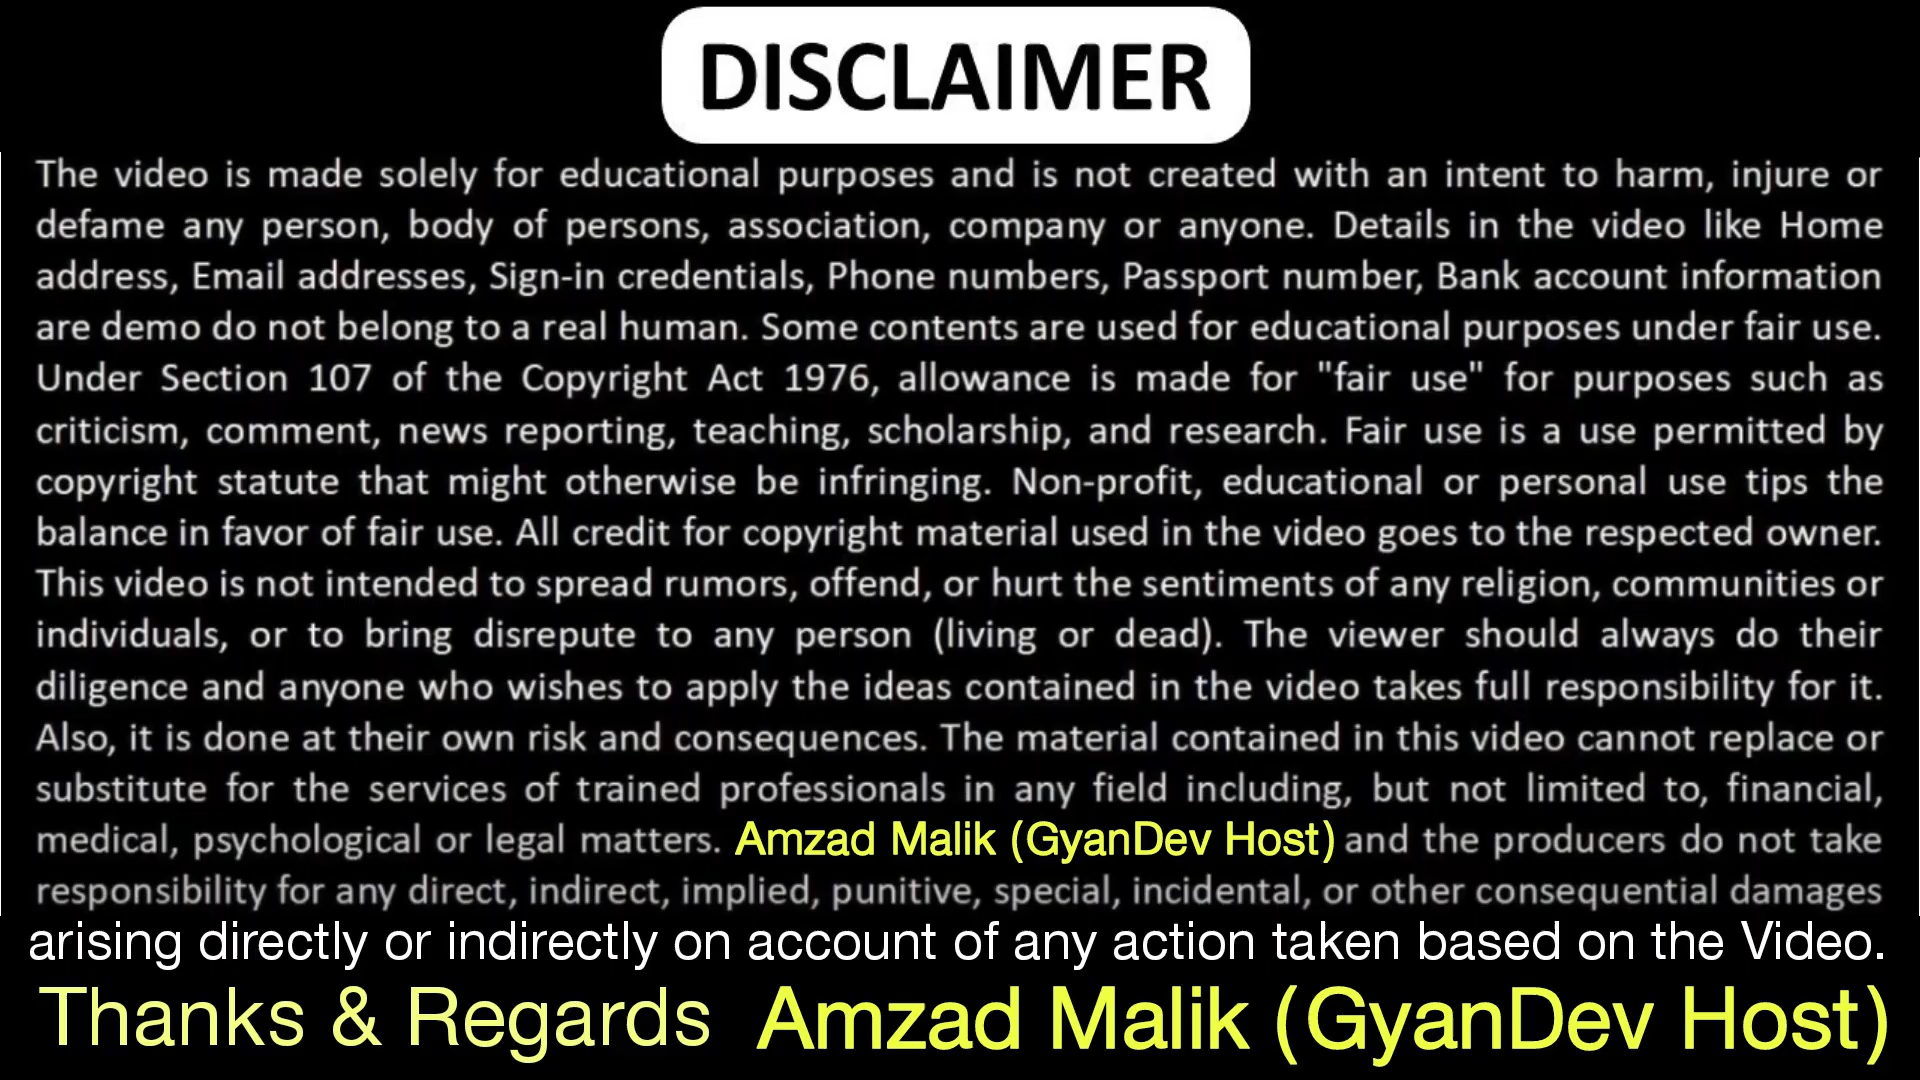 DISCLAIMER
The video is made solely for educational purposes and is not created with an intent to harm, injure or
defame any person, body of persons, association, company or anyone. Details in the video like Home
address, Email addresses, Sign-in credentials, Phone numbers, Passport number, Bank account information
are demo do not belong to a real human. Some contents are used for educational purposes under fair use.
Under Section 107 of the Copyright Act 1976, allowance is made for "fair use" for purposes such as
criticism, comment, news reporting, teaching, scholarship, and research. Fair use is a use permitted by
copyright statute that might otherwise be infringing. Non-profit, educational or personal use tips the
balance in favor of fair use. All credit for copyright material used in the video goes to the respected owner.
This video is not intended to spread rumors, offend, or hurt the sentiments of any religion, communities or
individuals, or to bring disrepute to any person (living or dead). The viewer should always do their
diligence and anyone who wishes to apply the ideas contained in the video takes full responsibility for it.
Also, it is done at their own risk and consequences. The material contained in this video cannot replace or
substitute for the services of trained professionals in any field including, but not limited to, financial,
medical, psychological or legal matters. Amzad Malik (GyanDev Host) and the producers do not take
responsibility for any direct, indirect, implied, punitive, special, incidental, or other consequential damages
arising directly or indirectly on account of any action taken based on the Video.
Thanks & Regards Amzad Malik (GyanDev Host)